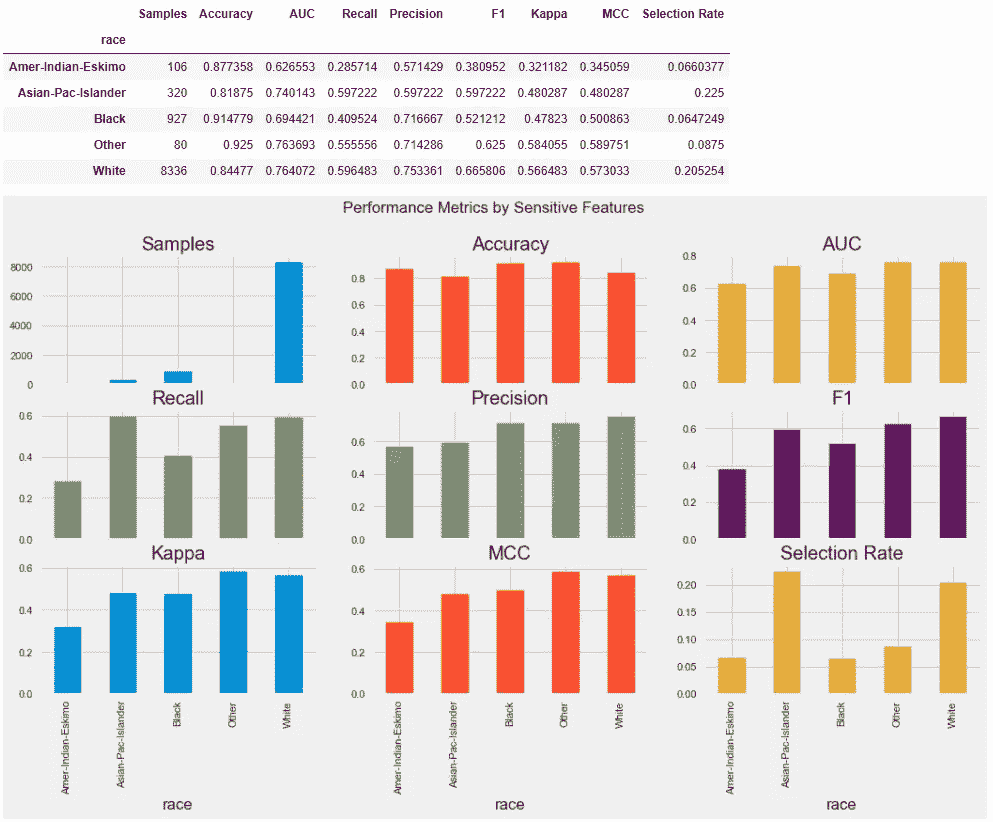 Samples Accuracy AUC Recall Precision F1 Kappa MCC Selection Rate
race
Amer-Indian-Eskimo 106 0.877358 0.626553 0.285714 0.571429 0.380952 0.321182 0.345059 0.0660377
Asian-Pac-Islander 320 0.81875 0.740143 0.597222 0.597222 0.597222 0.480287 0.480287 0.225
Black 927 0.914779 0.694421 0.409524 0.716667 0.521212 0.47823 0.500863 0.0647249
Other 80 0.925 0.763693 0.555556 0.714286 0.625 0.584055 0.589751 0.0875
White 8336 0.84477 0.764072 0.596483 0.753361 0.665806 0.566483 0.573033 0.205254
Performance Metrics by Sensitive Features
Samples
8000
6000
4000
2000
0
Accuracy
0.8
0.6
0.4
0.2
0.0
AUC
0.8
0.6
0.4
0.2
0.0
Recall
0.6
0.4
0.2
0.0
Precision
0.6
0.4
0.2
0.0
F1
0.6
0.4
0.2
0.0
Kappa
0.6
0.4
0.2
0.0
Amer-Indian-Eskimo
Asian-Pac-Islander
Black
Other
White
race
MCC
0.6
0.4
0.2
0.0
Amer-Indian-Eskimo
Asian-Pac-Islander
Black
Other
White
race
Selection Rate
0.20
0.15
0.10
0.05
0.00
Amer-Indian-Eskimo
Asian-Pac-Islander
Black
Other
White
race